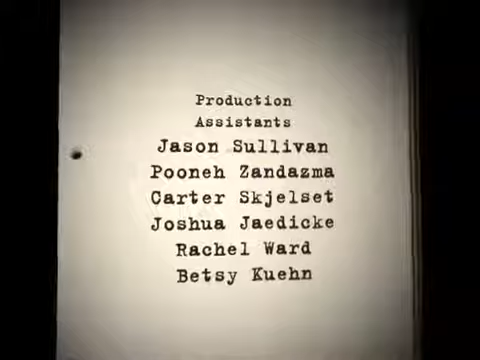 Production
Assistants
Jason Sullivan
Pooneh Zandazma
Carter Skjelset
Joshua Jaedicke
Rachel Ward
Betsy Kuehn